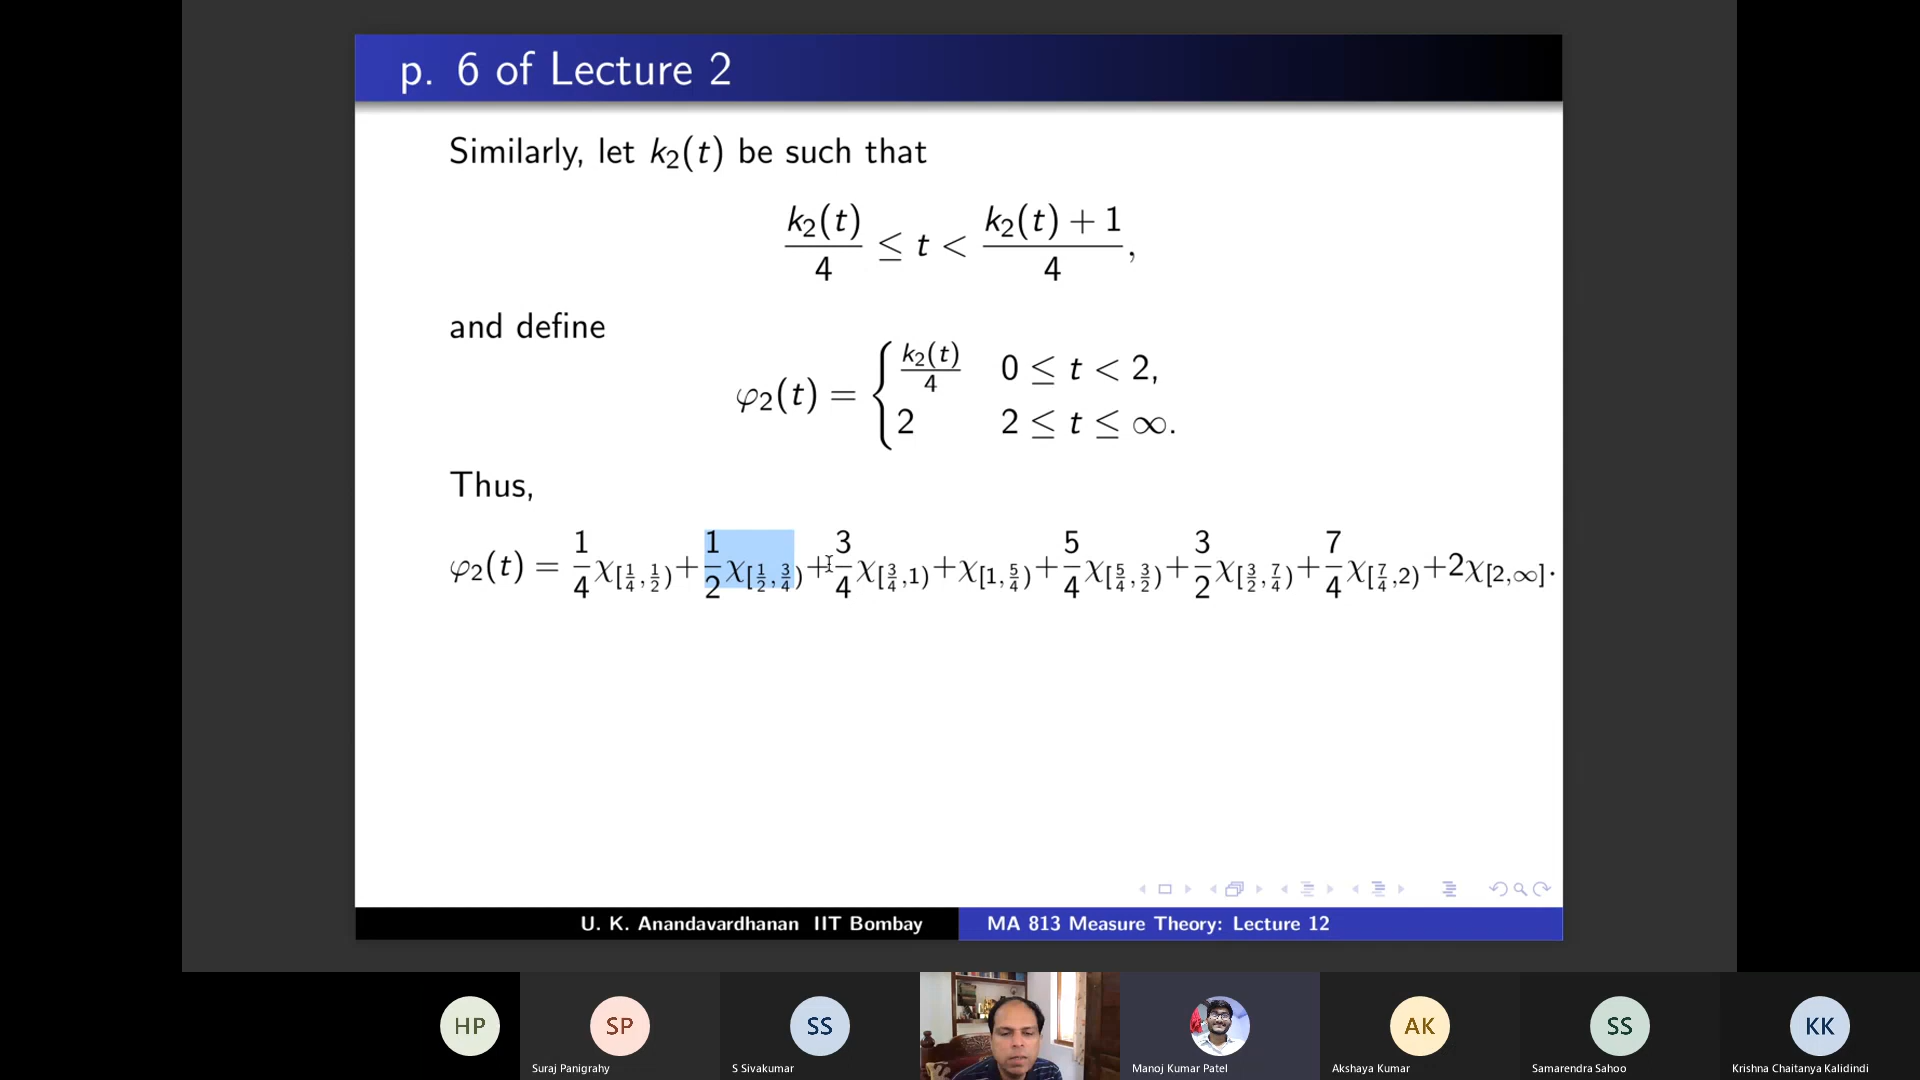 p. 6 of Lecture 2
Similarly, let k₂(t) be such that
k₂(t)/4 ≤ t < (k₂(t) + 1)/4,
and define
φ₂(t) = { k₂(t)/4 0 ≤ t < 2,
2 2 ≤ t ≤ ∞.
Thus,
φ₂(t) = 1/4 χ[1/4, 1/2) + 1/2 χ[1/2, 3/4) + 3/4 χ[3/4, 1) + χ[1, 5/4) + 5/4 χ[5/4, 3/2) + 3/2 χ[3/2, 7/4) + 7/4 χ[7/4, 2) + 2χ[2,∞].
U. K. Anandavardhanan IIT Bombay
MA 813 Measure Theory: Lecture 12
HP SP SS AK SS KK
Suraj Panigrahy S Sivakumar Manoj Kumar Patel Akshaya Kumar Samarendra Sahoo Krishna Chaitanya Kalidindi